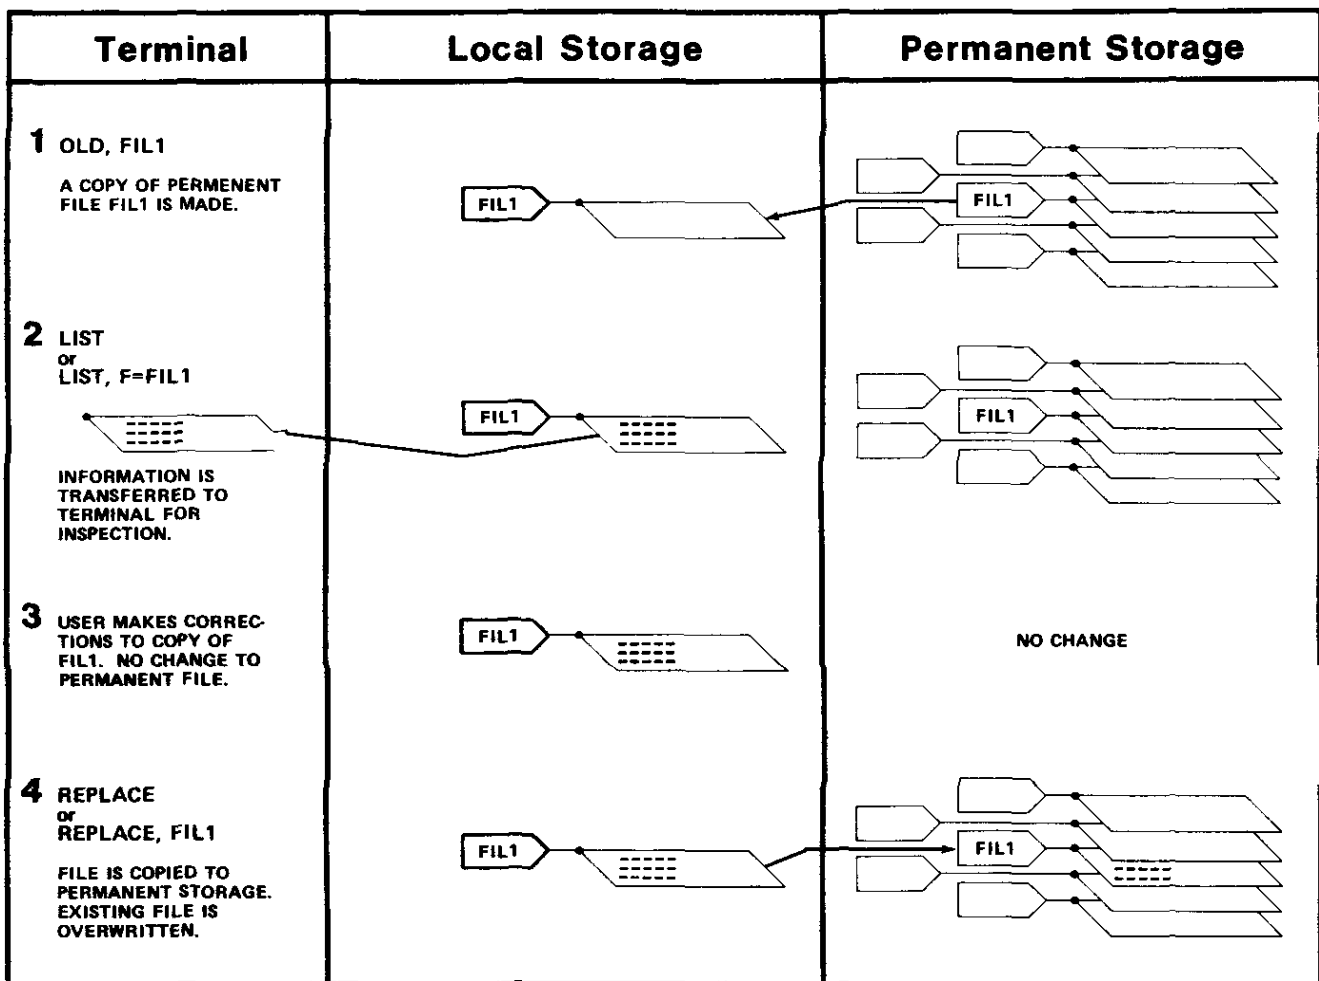 Terminal
Local Storage
Permanent Storage
1 OLD, FIL1
A COPY OF PERMENENT
FILE FIL1 IS MADE.
FIL1
FIL1
2 LIST
or
LIST, F=FIL1
FIL1
FIL1
INFORMATION IS
TRANSFERRED TO
TERMINAL FOR
INSPECTION.
3 USER MAKES CORREC-
TIONS TO COPY OF
FIL1. NO CHANGE TO
PERMANENT FILE.
FIL1
NO CHANGE
4 REPLACE
or
REPLACE, FIL1
FIL1
FIL1
FILE IS COPIED TO
PERMANENT STORAGE.
EXISTING FILE IS
OVERWRITTEN.